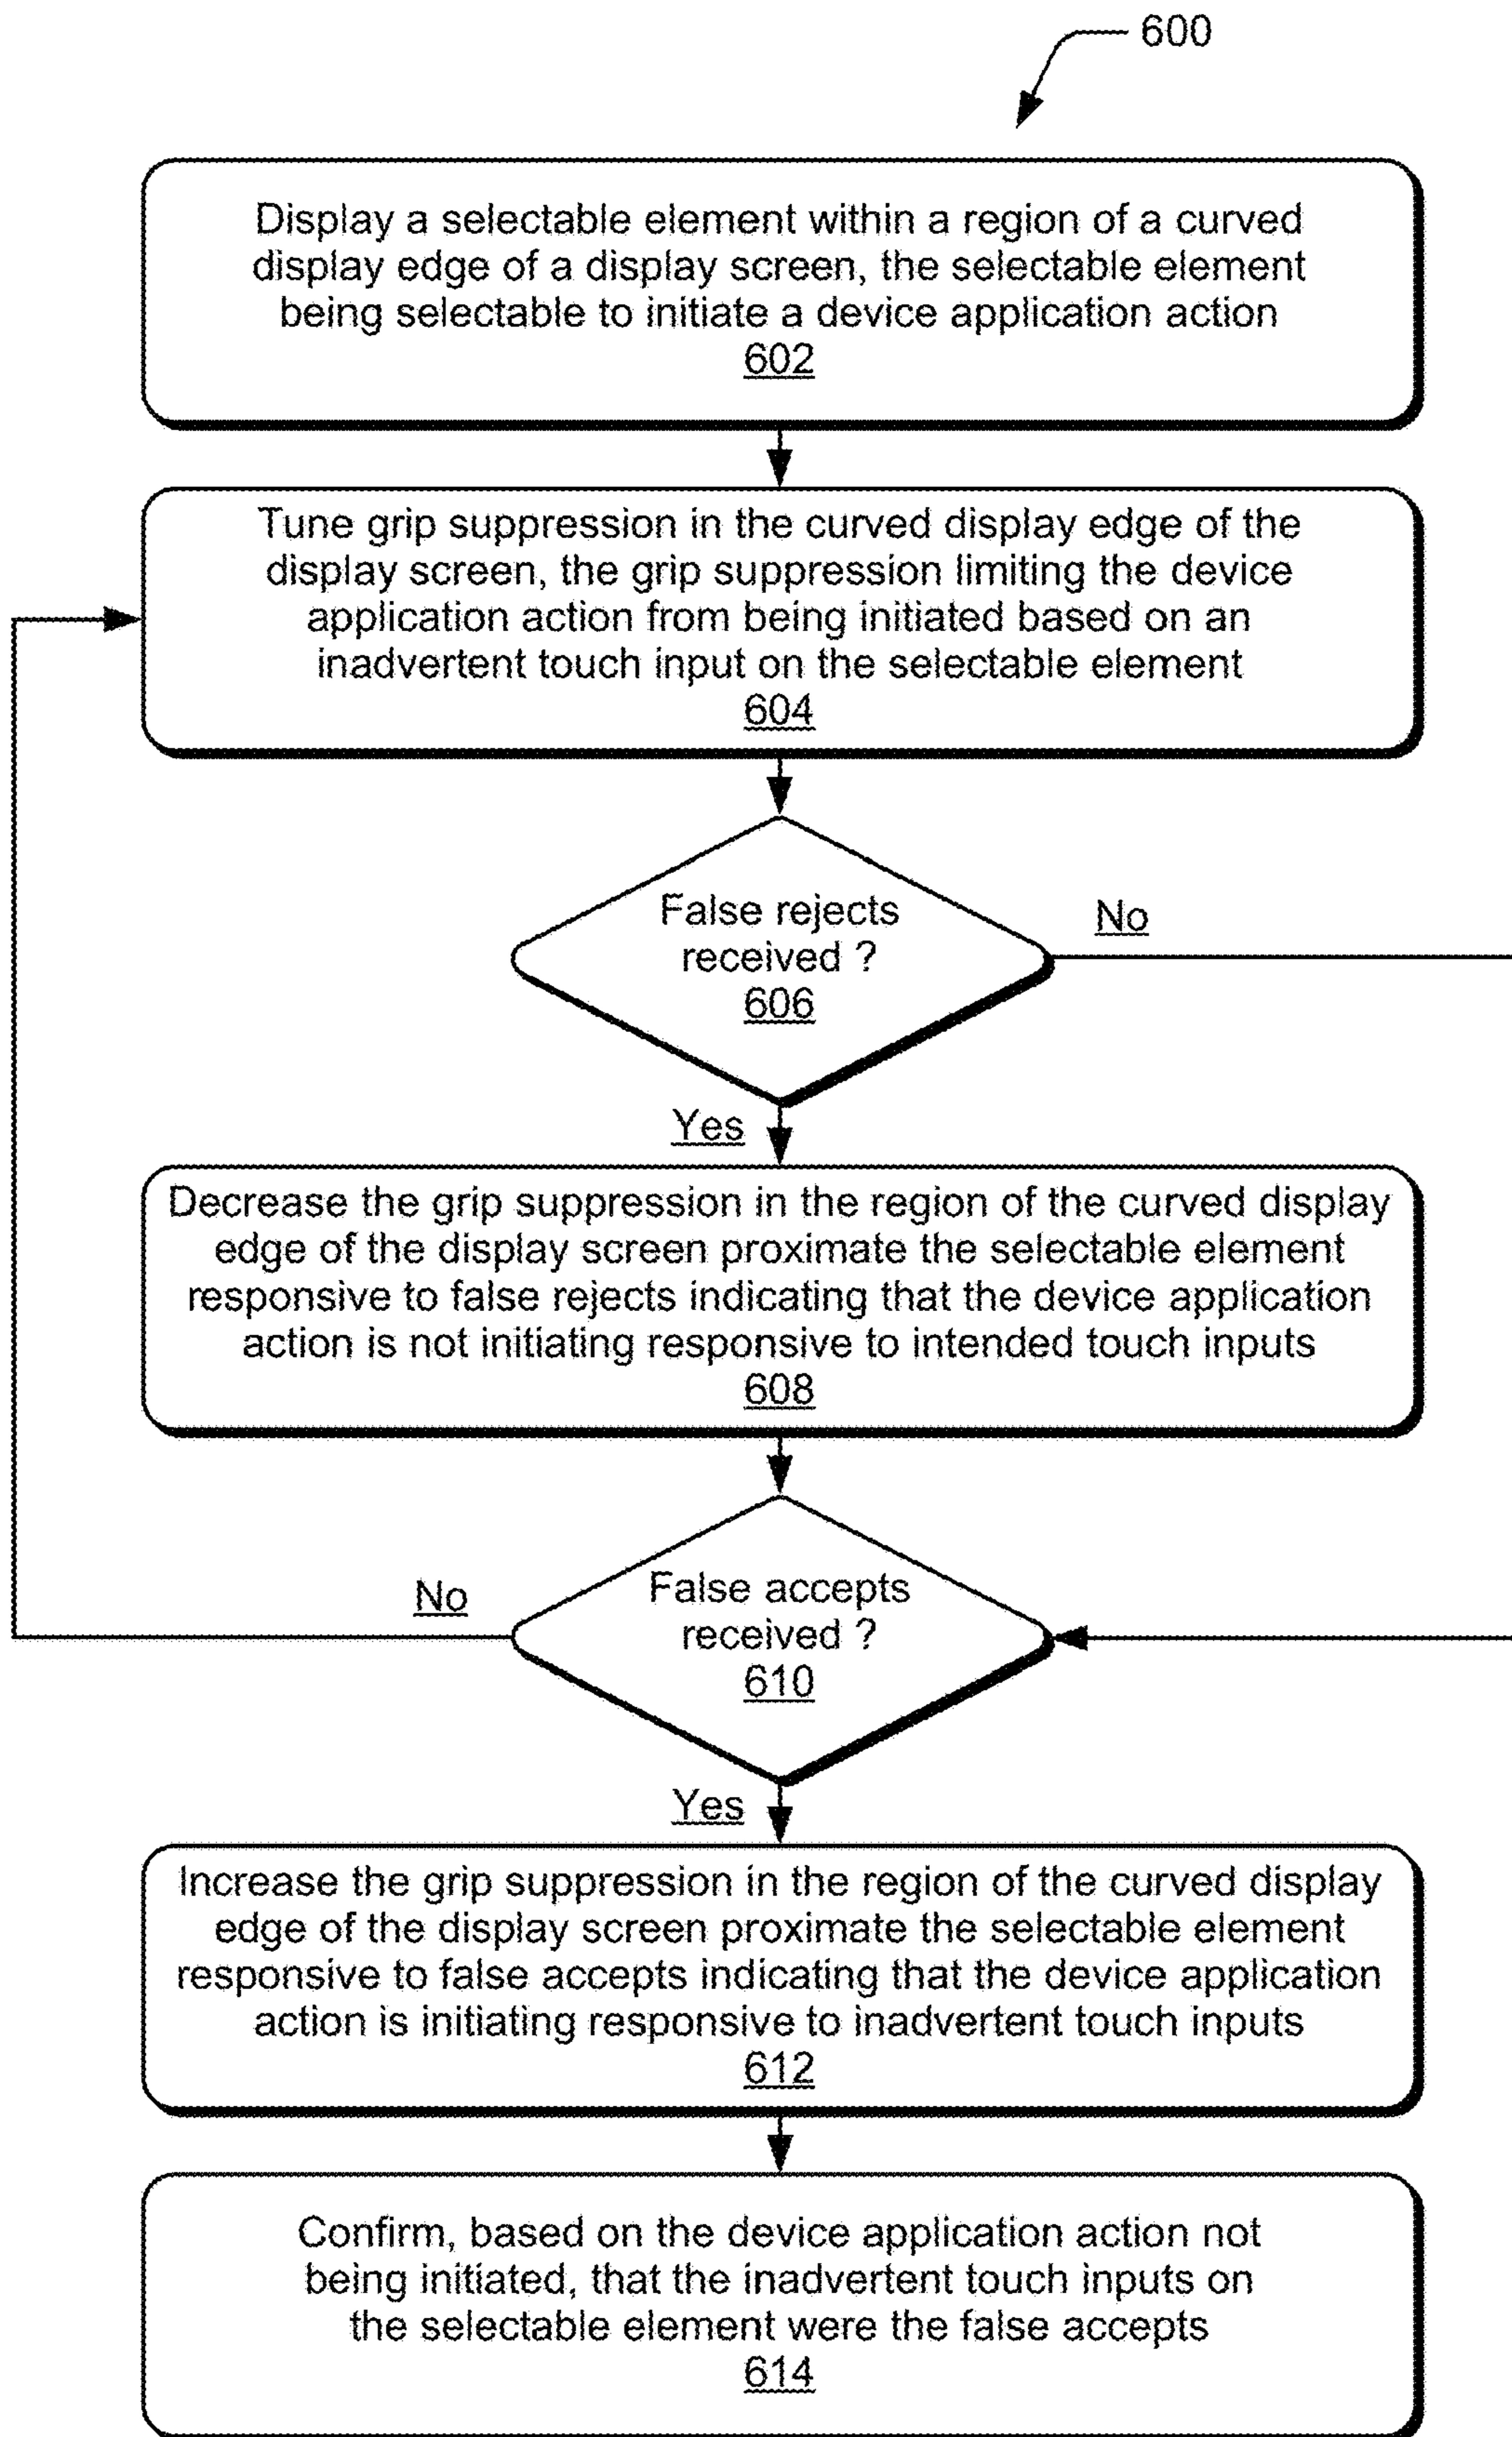 600
Display a selectable element within a region of a curved
display edge of a display screen, the selectable element
being selectable to initiate a device application action
602
Tune grip suppression in the curved display edge of the
display screen, the grip suppression limiting the device
application action from being initiated based on an
inadvertent touch input on the selectable element
604
False rejects
received ?
606
No
Yes
Decrease the grip suppression in the region of the curved display
edge of the display screen proximate the selectable element
responsive to false rejects indicating that the device application
action is not initiating responsive to intended touch inputs
608
False accepts
received ?
610
No
Yes
Increase the grip suppression in the region of the curved display
edge of the display screen proximate the selectable element
responsive to false accepts indicating that the device application
action is initiating responsive to inadvertent touch inputs
612
Confirm, based on the device application action not
being initiated, that the inadvertent touch inputs on
the selectable element were the false accepts
614